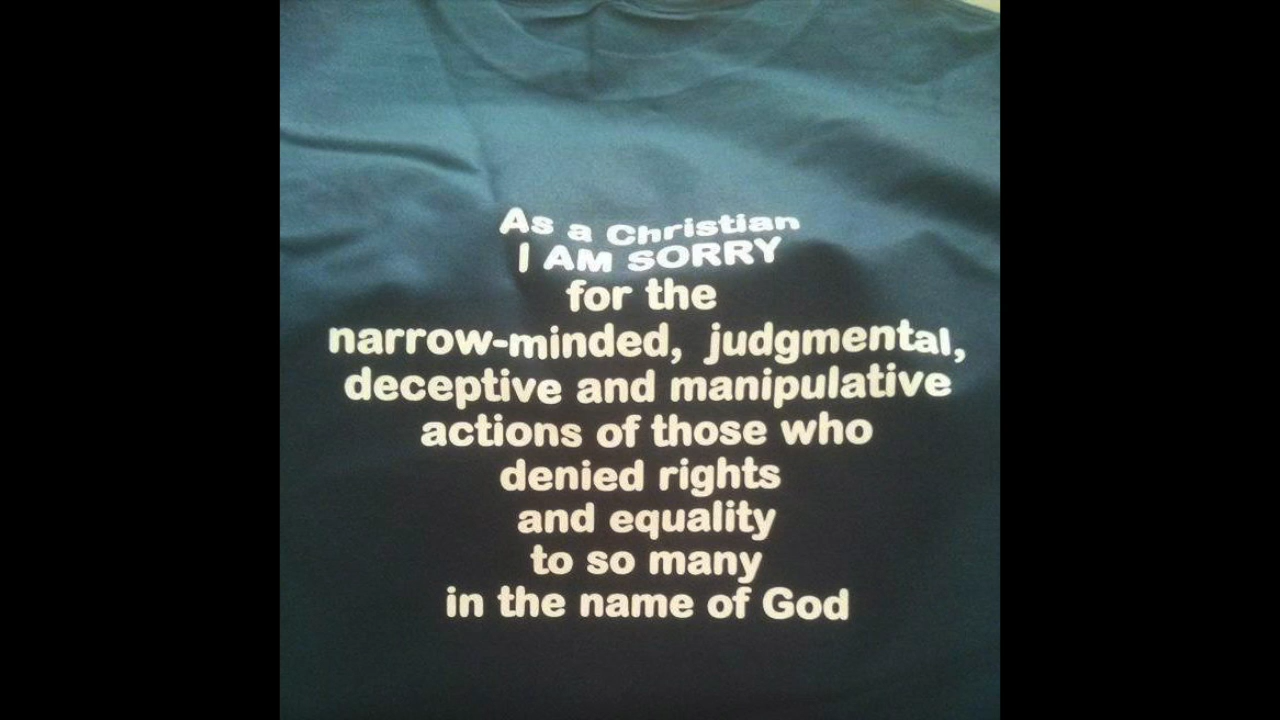 As a Christian
I AM SORRY
for the
narrow-minded, judgmental,
deceptive and manipulative
actions of those who
denied rights
and equality
to so many
in the name of God